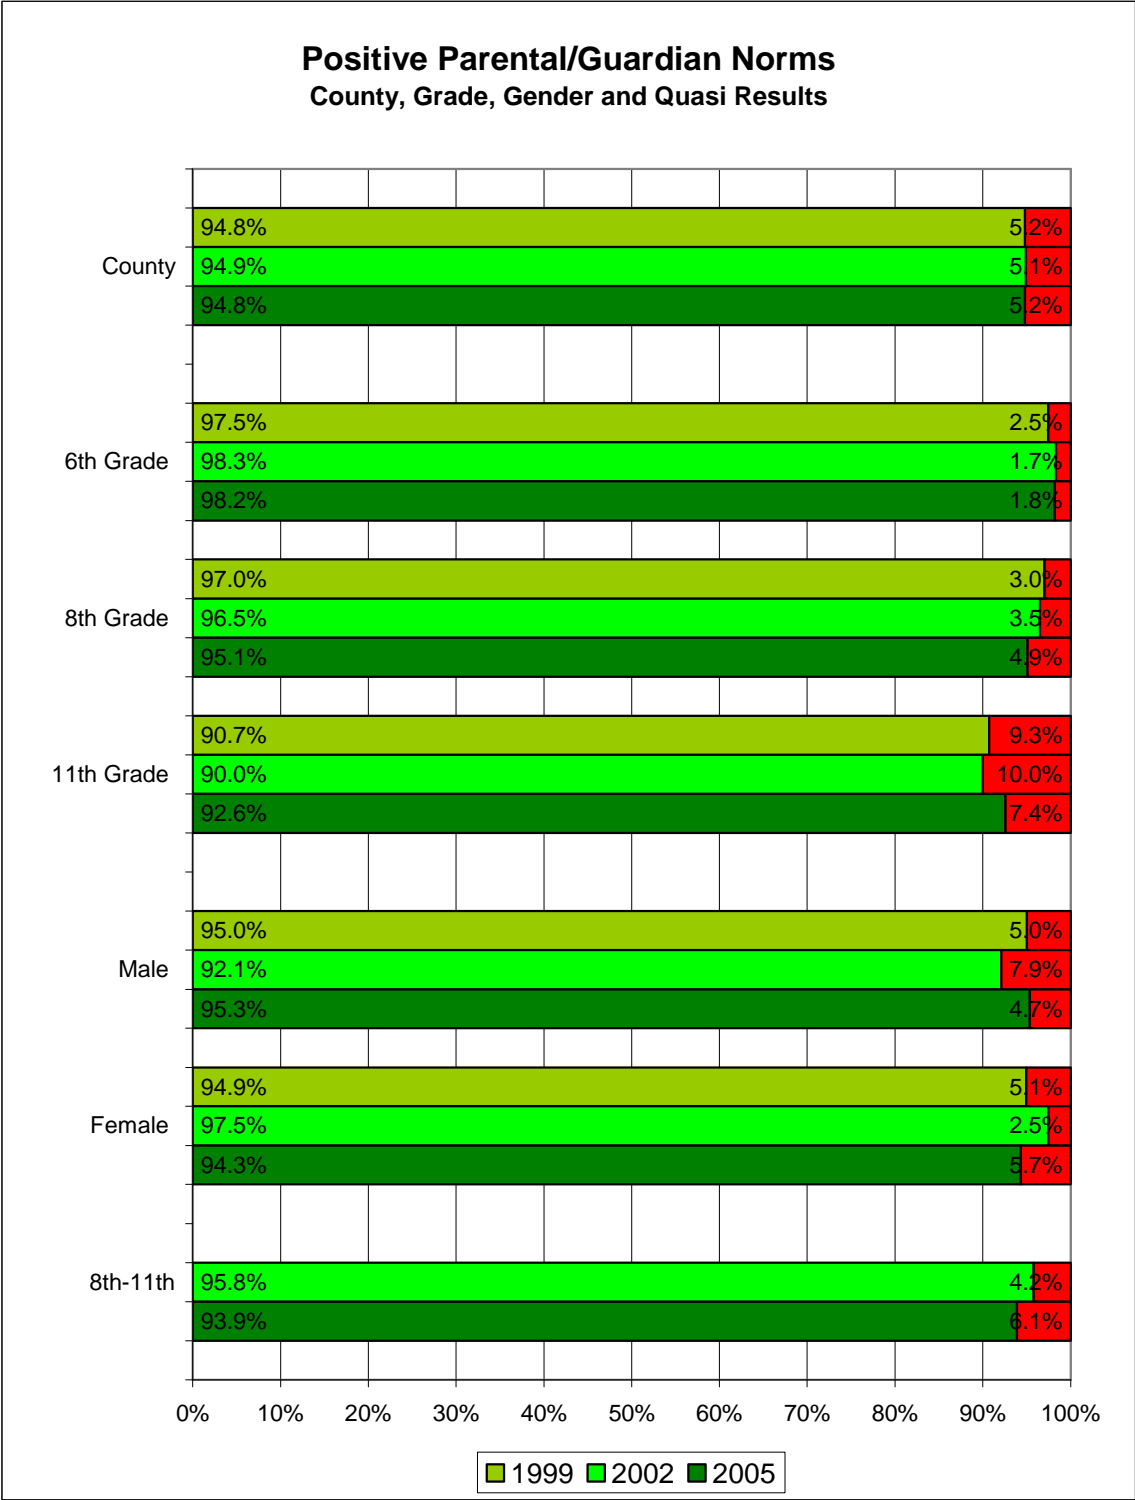 Positive Parental/Guardian Norms
County, Grade, Gender and Quasi Results
94.8% 5.2%
County 94.9% 5.1%
94.8% 5.2%
97.5% 2.5%
6th Grade 98.3% 1.7%
98.2% 1.8%
97.0% 3.0%
8th Grade 96.5% 3.5%
95.1% 4.9%
90.7% 9.3%
11th Grade 90.0% 10.0%
92.6% 7.4%
95.0% 5.0%
Male 92.1% 7.9%
95.3% 4.7%
94.9% 5.1%
Female 97.5% 2.5%
94.3% 5.7%
8th-11th 95.8% 4.2%
93.9% 6.1%
0% 10% 20% 30% 40% 50% 60% 70% 80% 90% 100%
1999 2002 2005